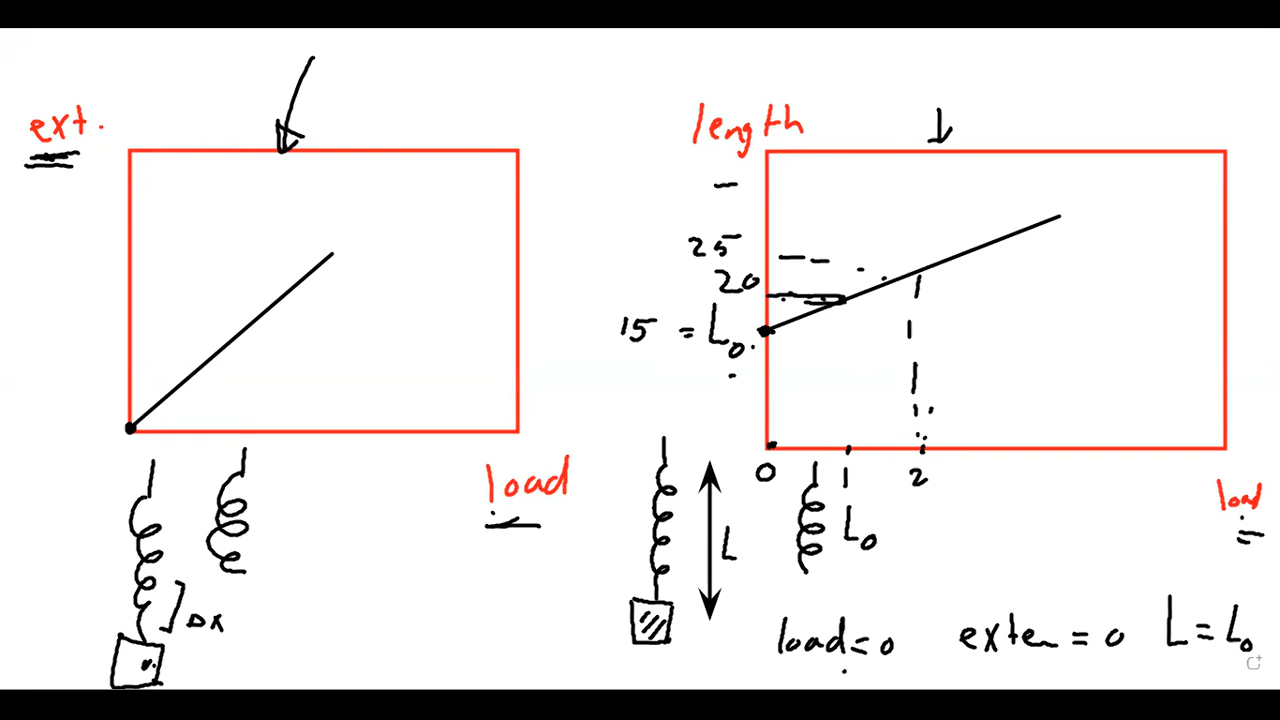 ext.
load
Δx
length
25
20
15 = L₀
0 1 2
load
L
L₀
load = 0 exten = 0 L = L₀